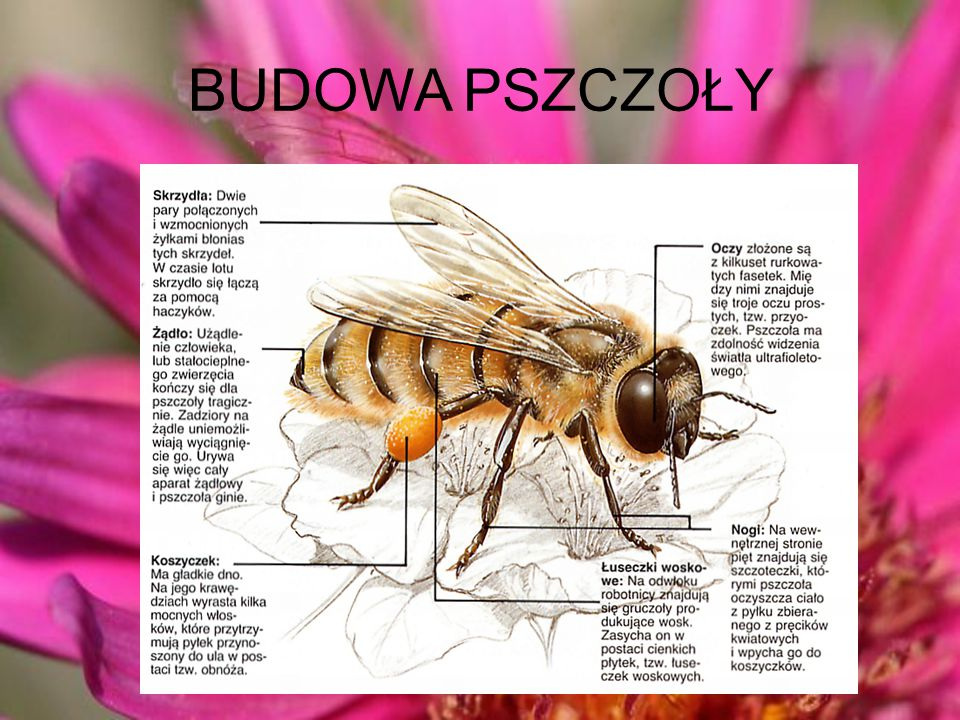 BUDOWA PSZCZOŁY
Skrzydła: Dwie
pary połączonych
i wzmocnionych
żyłkami błonias
tych skrzydeł.
W czasie lotu
skrzydło się łączą
za pomocą
haczyków.
Żądło: Użądle-
nie człowieka,
lub stałocieplne-
go zwierzęcia
kończy się dla
pszczoły tragicz-
nie. Zadziory na
żądle uniemożli-
wiają wyciągnię-
cie go. Urywa
się więc cały
aparat żądłowy
i pszczoła ginie.
Koszyczek:
Ma gładkie dno.
Na jego krawę-
dziach wyrasta kilka
mocnych włos-
ków, które przytrzy-
mują pyłek przyno-
szony do ula w pos-
taci tzw. obnóża.
Oczy złożone są
z kilkuset rurkowa-
tych fasetek. Mię
dzy nimi znajduje
się troje oczu pros-
tych, tzw. przyo-
czek. Pszczoła ma
zdolność widzenia
światła ultrafioleto-
wego.
Łuseczki wosko-
we: Na odwłoku
robotnicy znajdują
się gruczoły pro-
dukujące wosk.
Zasycha on w
postaci cienkich
płytek, tzw. łuse-
czek woskowych.
Nogi: Na wew-
nętrznej stronie
pięt znajdują się
szczoteczki, któ-
rymi pszczoła
oczyszcza ciało
z pyłku zbiera-
nego z pręcików
kwiatowych
i wpycha go do
koszyczków.